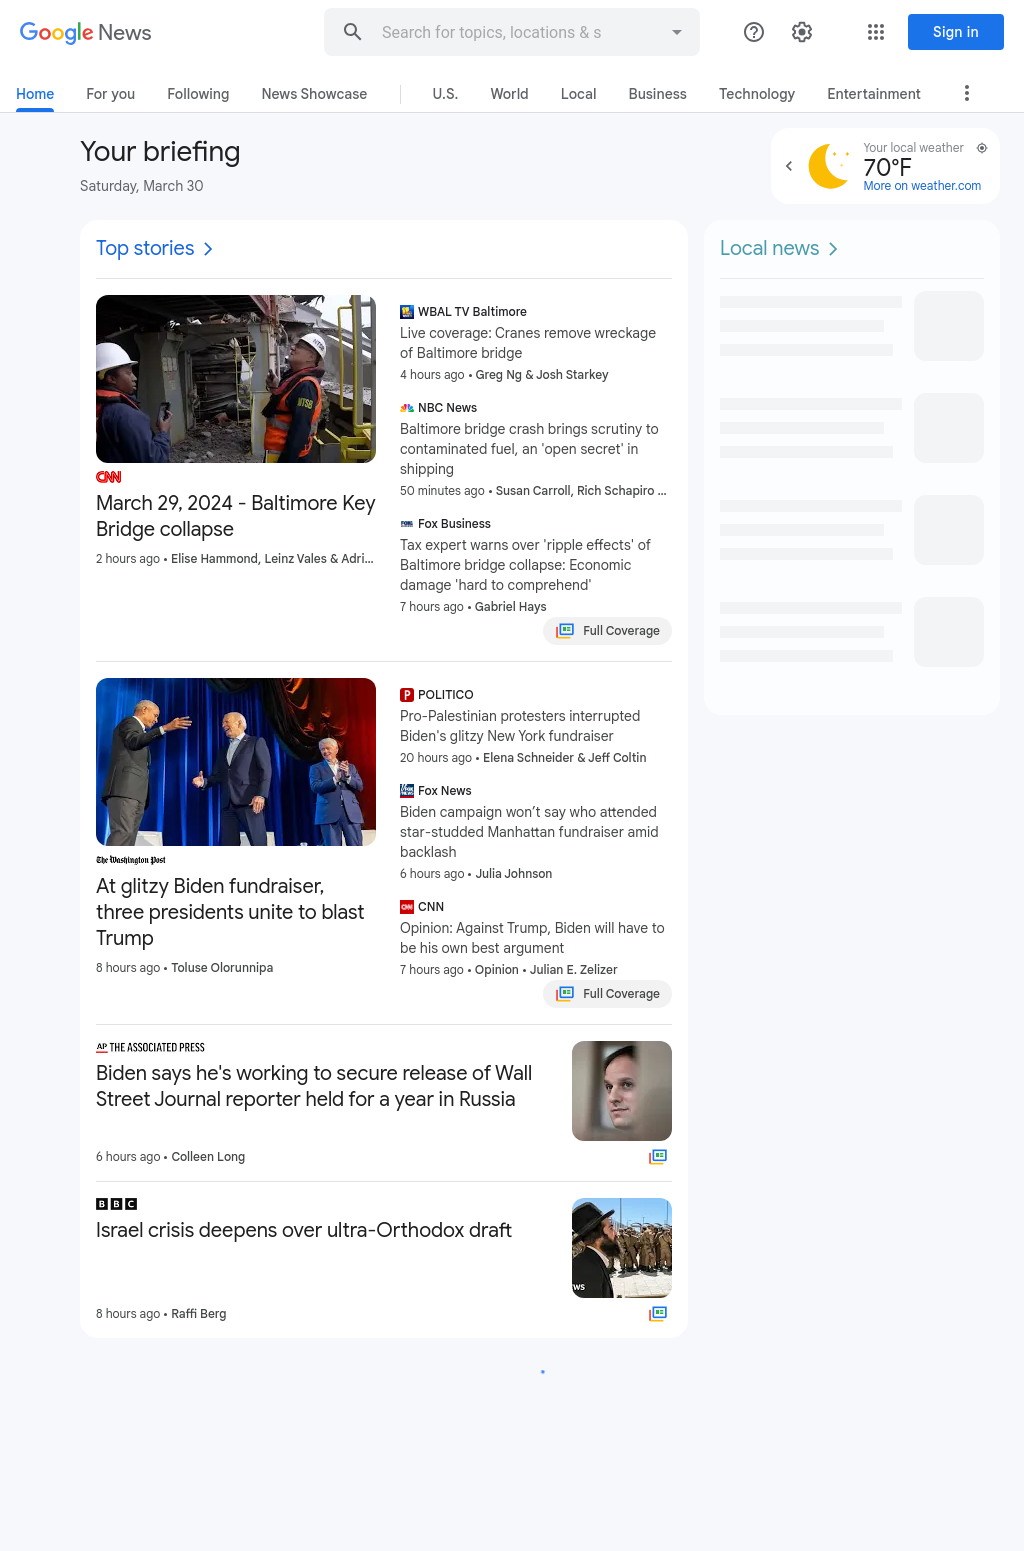 Google News
Search for topics, locations & s
Sign in
Home
For you
Following
News Showcase
U.S.
World
Local
Business
Technology
Entertainment
Your briefing
Saturday, March 30
Your local weather
70°F
More on weather.com
Top stories
CNN
March 29, 2024 - Baltimore Key
Bridge collapse
2 hours ago • Elise Hammond, Leinz Vales & Adri...
WBAL TV Baltimore
Live coverage: Cranes remove wreckage
of Baltimore bridge
4 hours ago • Greg Ng & Josh Starkey
NBC News
Baltimore bridge crash brings scrutiny to
contaminated fuel, an 'open secret' in
shipping
50 minutes ago • Susan Carroll, Rich Schapiro ...
Fox Business
Tax expert warns over 'ripple effects' of
Baltimore bridge collapse: Economic
damage 'hard to comprehend'
7 hours ago • Gabriel Hays
Full Coverage
The Washington Post
At glitzy Biden fundraiser,
three presidents unite to blast
Trump
8 hours ago • Toluse Olorunnipa
POLITICO
Pro-Palestinian protesters interrupted
Biden's glitzy New York fundraiser
20 hours ago • Elena Schneider & Jeff Coltin
Fox News
Biden campaign won’t say who attended
star-studded Manhattan fundraiser amid
backlash
6 hours ago • Julia Johnson
CNN
Opinion: Against Trump, Biden will have to
be his own best argument
7 hours ago • Opinion • Julian E. Zelizer
Full Coverage
AP THE ASSOCIATED PRESS
Biden says he's working to secure release of Wall
Street Journal reporter held for a year in Russia
6 hours ago • Colleen Long
BBC
Israel crisis deepens over ultra-Orthodox draft
8 hours ago • Raffi Berg
Local news